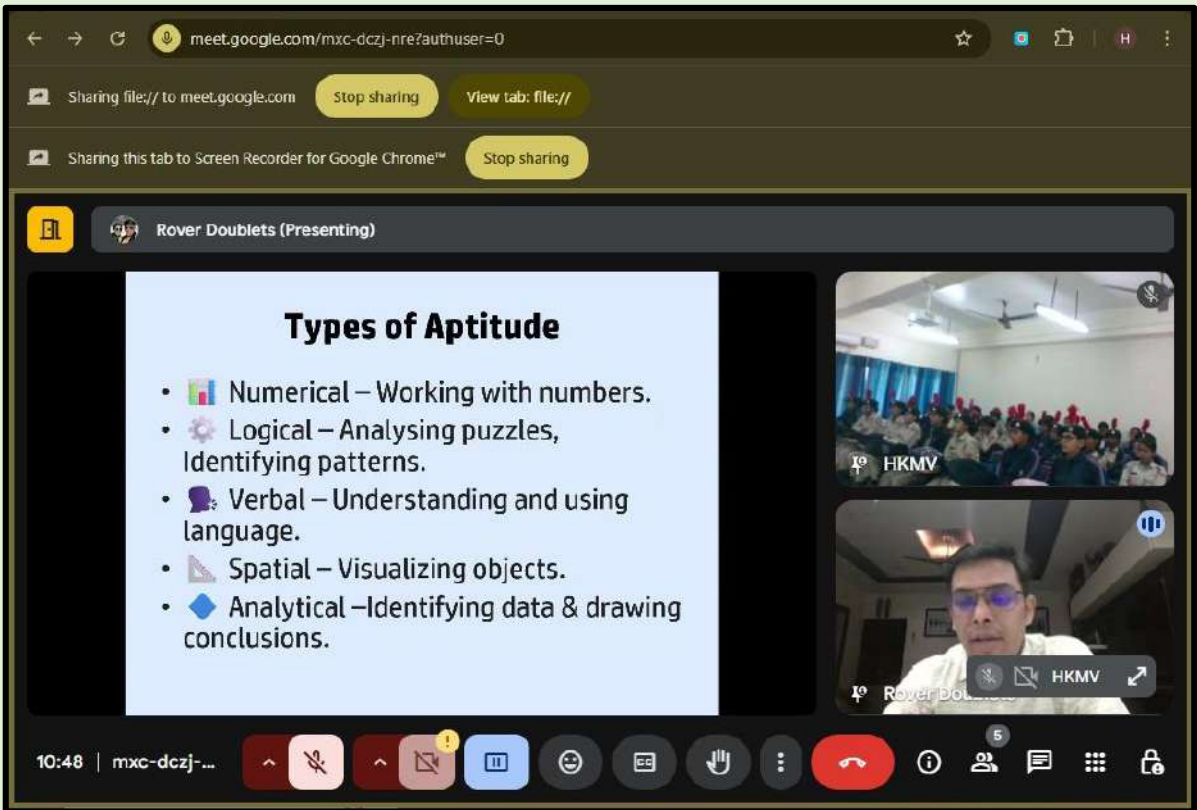 meet.google.com/mxc-dczj-nre?authuser=0
H
Sharing file:// to meet.google.com
Stop sharing
View tab: file://
Sharing this tab to Screen Recorder for Google Chrome™
Stop sharing
Rover Doublets (Presenting)
Types of Aptitude
• Numerical – Working with numbers.
• Logical – Analysing puzzles,
Identifying patterns.
• Verbal – Understanding and using
language.
• Spatial – Visualizing objects.
• Analytical –Identifying data & drawing
conclusions.
HKMV
Rover Doublets
HKMV
10:48 | mxc-dczj-...
CC
5